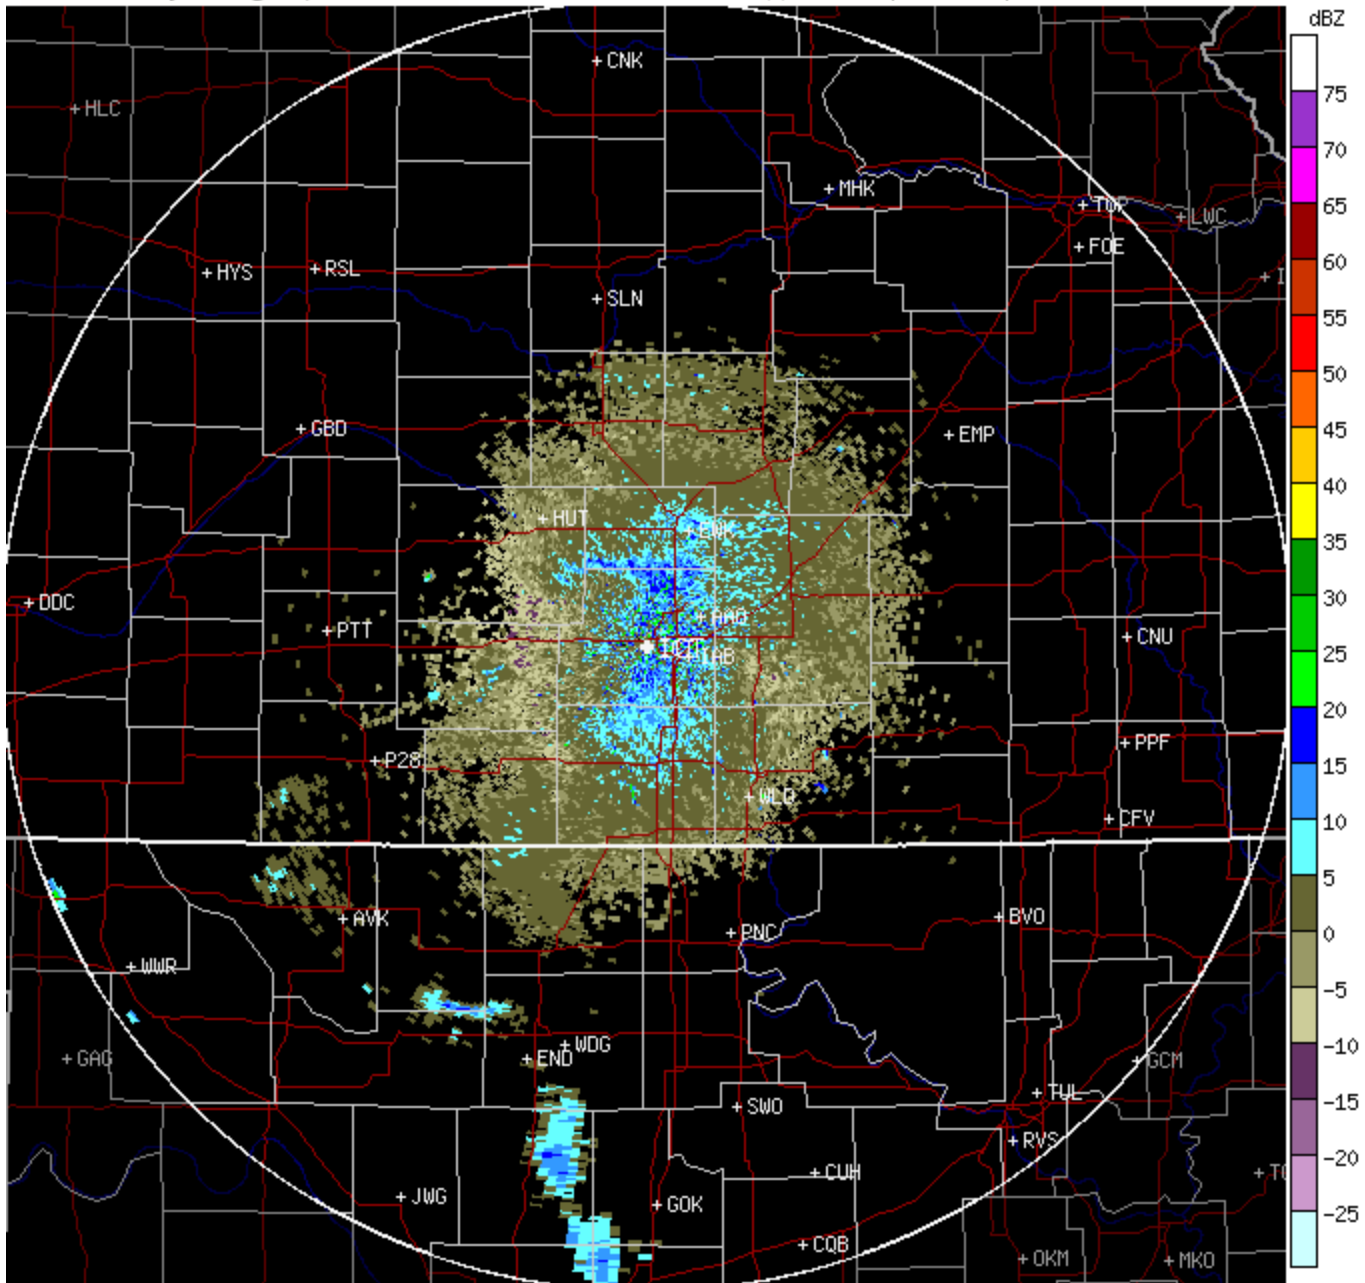 dBZ
+CNK
75
+HLC
70
+MHK
65
+TOP
+LWC
+FOE
60
+HYS
+RSL
+SLN
55
50
+GBD
+EMP
45
40
+HUT
+EWK
35
+DDC
30
+AAO
+PTT
+CNU
ICT
+IAB
25
20
+PPF
+P28
15
+WLD
+CFV
10
5
+AVK
+BVO
+PNC
0
+WWR
-5
+WDG
+END
+GAG
-10
+GCM
+TUL
+SWO
-15
+RVS
+CUH
-20
+JWG
+GOK
-25
+CQB
+OKM
+MKO